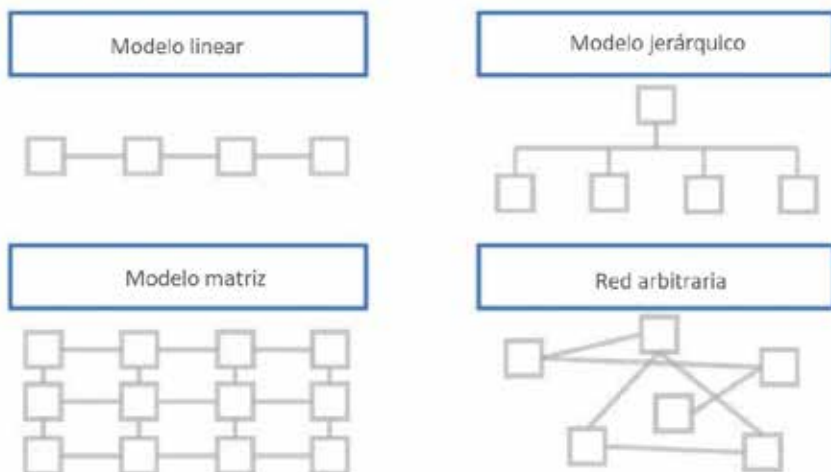 Modelo linear
Modelo jerárquico
Modelo matriz
Red arbitraria